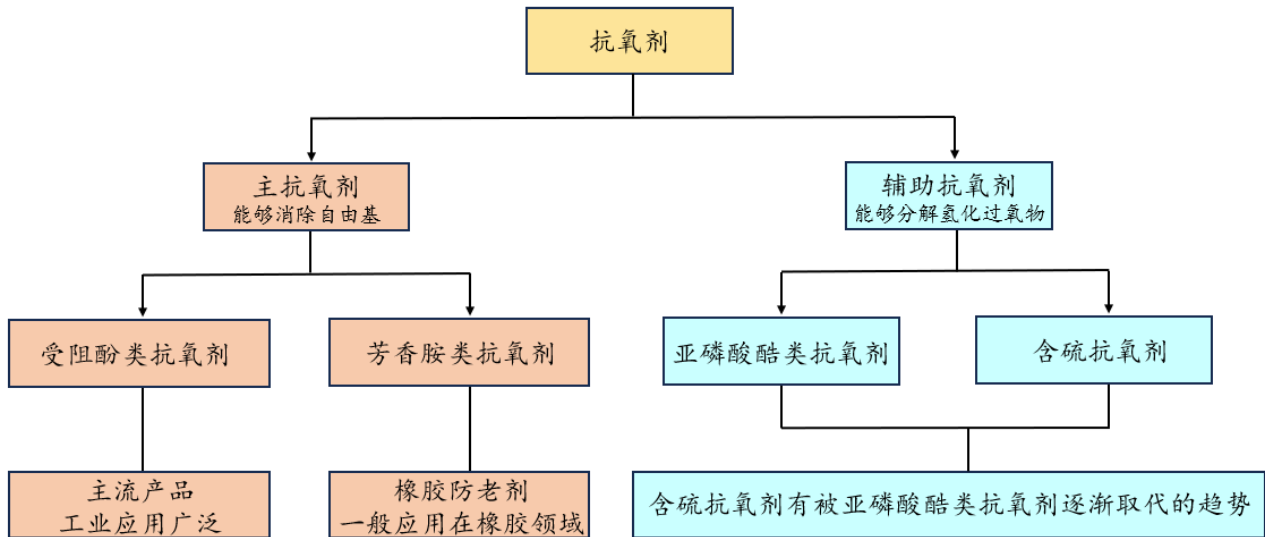 抗氧剂
主抗氧剂
能够消除自由基
辅助抗氧剂
能够分解氢化过氧物
受阻酚类抗氧剂
芳香胺类抗氧剂
亚磷酸酷类抗氧剂
含硫抗氧剂
主流产品
工业应用广泛
橡胶防老剂
一般应用在橡胶领域
含硫抗氧剂有被亚磷酸酷类抗氧剂逐渐取代的趋势